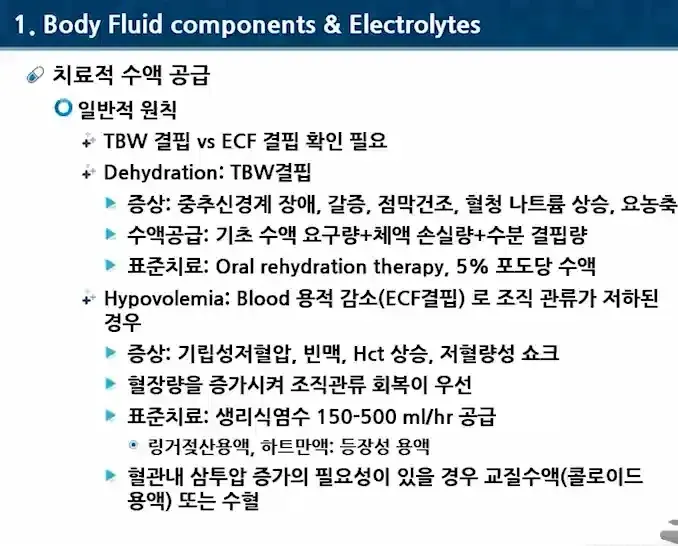 1. Body Fluid components & Electrolytes
치료적 수액 공급
일반적 원칙
TBW 결핍 vs ECF 결핍 확인 필요
Dehydration: TBW결핍
증상: 중추신경계 장애, 갈증, 점막건조, 혈청 나트륨 상승, 요농축
수액공급: 기초 수액 요구량+체액 손실량+수분 결핍량
표준치료: Oral rehydration therapy, 5% 포도당 수액
Hypovolemia: Blood 용적 감소(ECF결핍) 로 조직 관류가 저하된
경우
증상: 기립성저혈압, 빈맥, Hct 상승, 저혈량성 쇼크
혈장량을 증가시켜 조직관류 회복이 우선
표준치료: 생리식염수 150-500 ml/hr 공급
링거젖산용액, 하트만액: 등장성 용액
혈관내 삼투압 증가의 필요성이 있을 경우 교질수액(콜로이드
용액) 또는 수혈